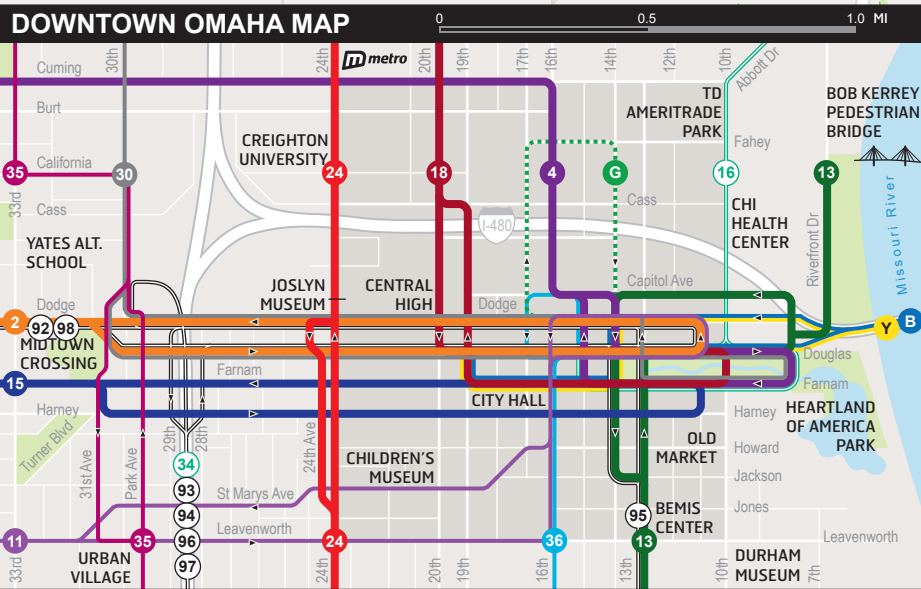 DOWNTOWN OMAHA MAP
0 0.5 1.0 MI
30th
24th
metro
20th
19th
17th
16th
14th
12th
10th
Abbott Dr
Cuming
Burt
TD
AMERITRADE
PARK
BOB KERREY
PEDESTRIAN
BRIDGE
CREIGHTON
UNIVERSITY
Fahey
California
35
30
24
18
4
G
16
13
33rd
Cass
Cass
CHI
HEALTH
CENTER
I-480
Riverfront Dr
Missouri River
YATES ALT.
SCHOOL
JOSLYN
MUSEUM
CENTRAL
HIGH
Capitol Ave
Dodge
Dodge
2
92
98
Y
B
MIDTOWN
CROSSING
Douglas
Farnam
Farnam
15
CITY HALL
Harney
Harney
HEARTLAND
OF AMERICA
PARK
Turner Blvd
29th
28th
24th Ave
OLD
MARKET
Howard
31st Ave
Park Ave
34
CHILDREN'S
MUSEUM
Jackson
93
St Marys Ave
94
95
BEMIS
CENTER
Jones
Leavenworth
Leavenworth
11
35
96
24
36
13
URBAN
VILLAGE
97
DURHAM
MUSEUM
33rd
24th
20th
19th
16th
13th
10th
7th